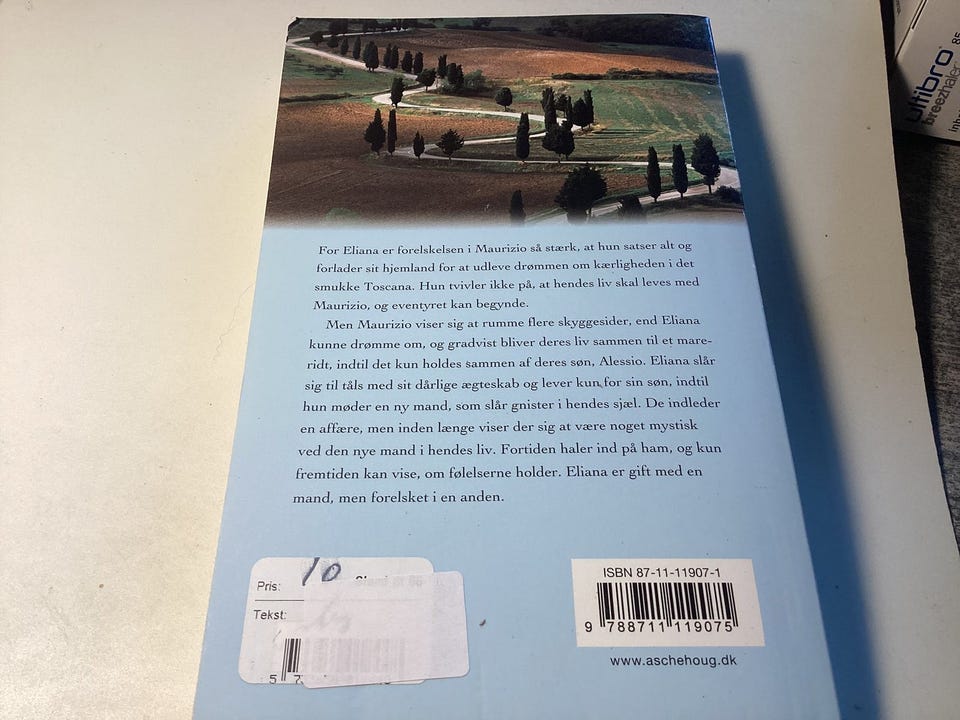 ultibro
breezhaler
85
inh
For Eliana er forelskelsen i Maurizio så stærk, at hun satser alt og
forlader sit hjemland for at udleve drømmen om kærligheden i det
smukke Toscana. Hun tvivler ikke på, at hendes liv skal leves med
Maurizio, og eventyret kan begynde.
Men Maurizio viser sig at rumme flere skyggesider, end Eliana
kunne drømme om, og gradvist bliver deres liv sammen til et mare-
ridt, indtil det kun holdes sammen af deres søn, Alessio. Eliana slår
sig til tåls med sit dårlige ægteskab og lever kun for sin søn, indtil
hun møder en ny mand, som slår gnister i hendes sjæl. De indleder
en affære, men inden længe viser der sig at være noget mystisk
ved den nye mand i hendes liv. Fortiden haler ind på ham, og kun
fremtiden kan vise, om følelserne holder. Eliana er gift med en
mand, men forelsket i en anden.
Pris: 10
Tekst:
5 7
ISBN 87-11-11907-1
9 788711 119075
www.aschehoug.dk